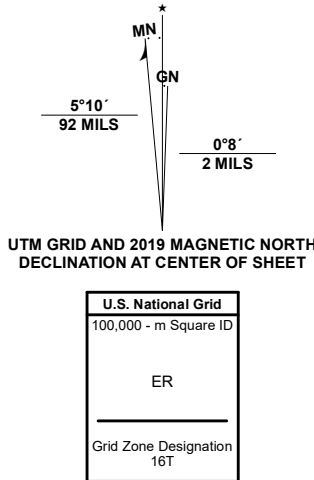 ★
MN
GN
5°10´
92 MILS
0°8´
2 MILS
UTM GRID AND 2019 MAGNETIC NORTH
DECLINATION AT CENTER OF SHEET
U.S. National Grid
100,000 - m Square ID
ER
Grid Zone Designation
16T